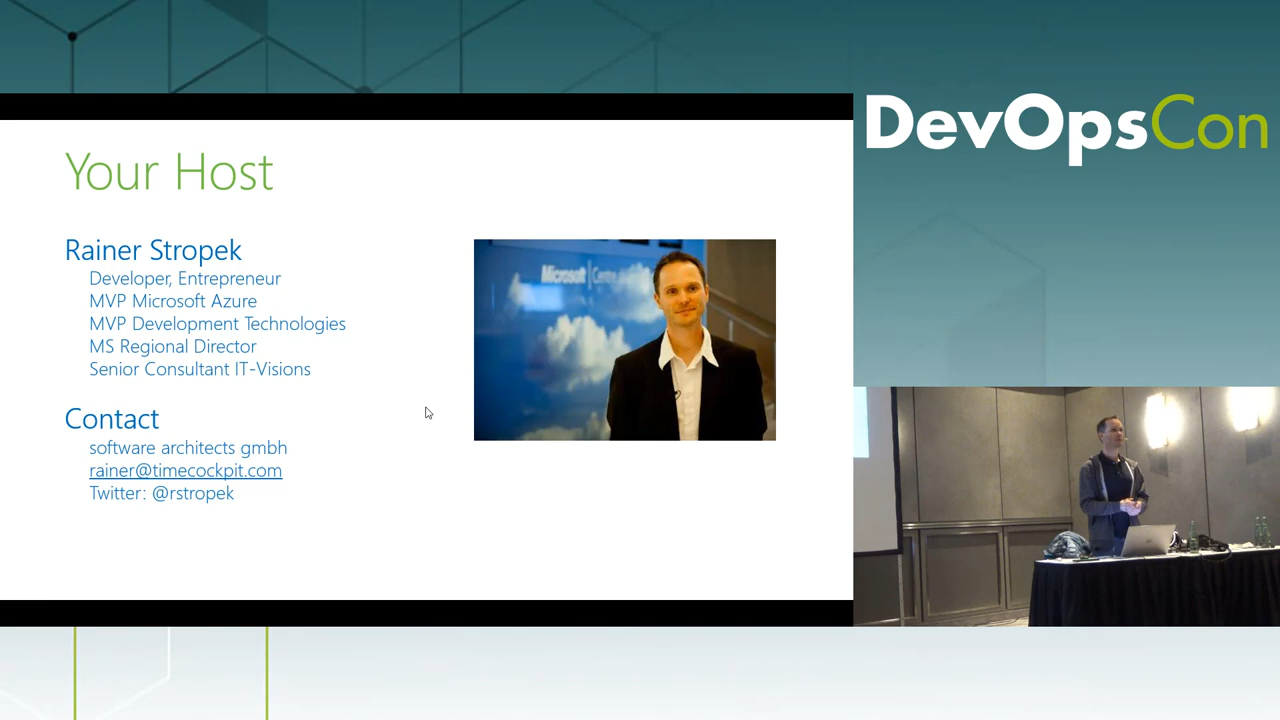 DevOpsCon
Your Host
Rainer Stropek
Developer, Entrepreneur
MVP Microsoft Azure
MVP Development Technologies
MS Regional Director
Senior Consultant IT-Visions
Microsoft
Contact
software architects gmbh
rainer@timecockpit.com
Twitter: @rstropek